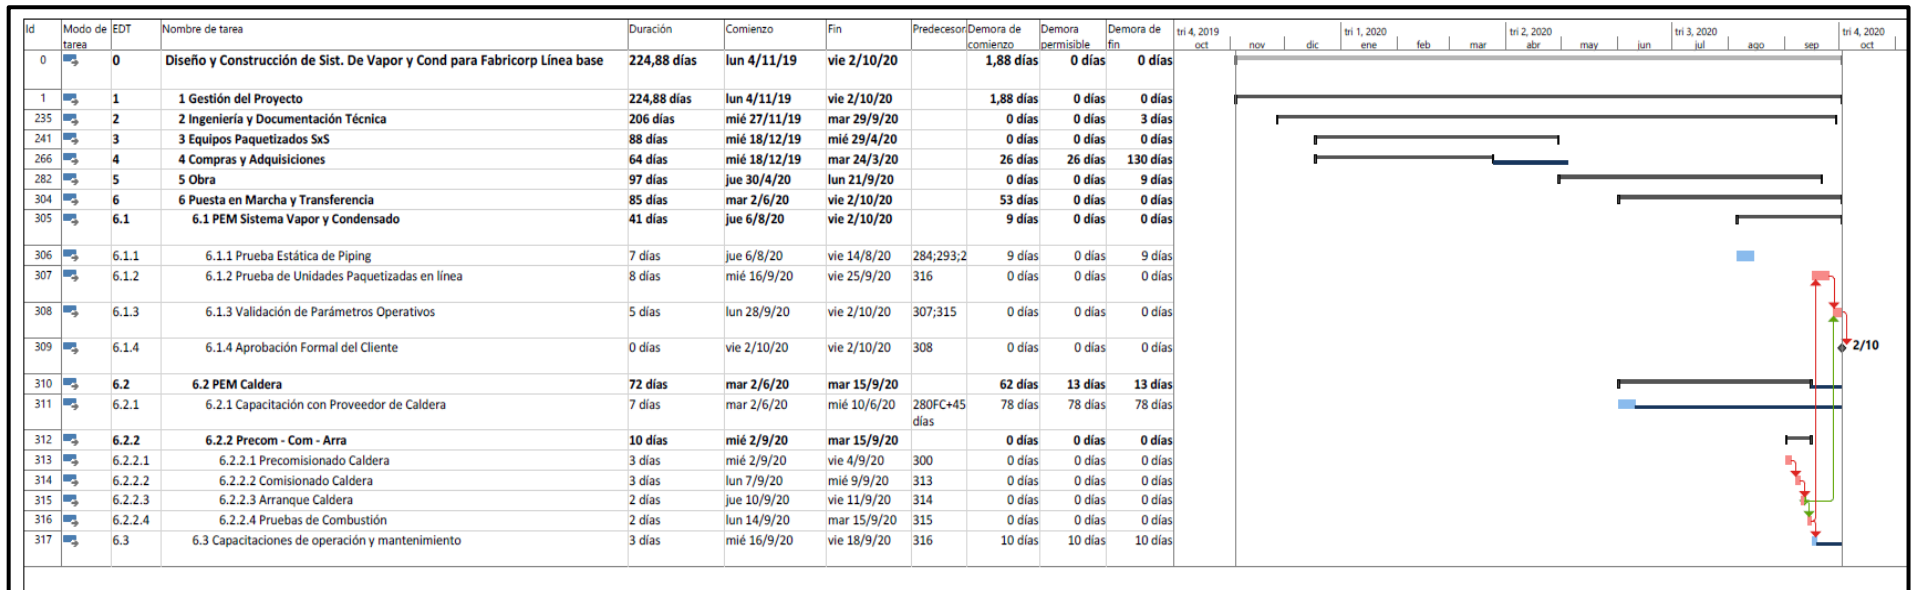 Id Modo de tarea EDT Nombre de tarea Duración Comienzo Fin Predecesor Demora de comienzo Demora permisible Demora de fin
tri 4, 2019 tri 1, 2020 tri 2, 2020 tri 3, 2020 tri 4, 2020
oct nov dic ene feb mar abr may jun jul ago sep oct
0 0 Diseño y Construcción de Sist. De Vapor y Cond para Fabricorp Línea base 224,88 días lun 4/11/19 vie 2/10/20 1,88 días 0 días 0 días
1 1 1 Gestión del Proyecto 224,88 días lun 4/11/19 vie 2/10/20 1,88 días 0 días 0 días
235 2 2 Ingeniería y Documentación Técnica 206 días mié 27/11/19 mar 29/9/20 0 días 0 días 3 días
241 3 3 Equipos Paquetizados SxS 88 días mié 18/12/19 mié 29/4/20 0 días 0 días 0 días
266 4 4 Compras y Adquisiciones 64 días mié 18/12/19 mar 24/3/20 26 días 26 días 130 días
282 5 5 Obra 97 días jue 30/4/20 lun 21/9/20 0 días 0 días 9 días
304 6 6 Puesta en Marcha y Transferencia 85 días mar 2/6/20 vie 2/10/20 53 días 0 días 0 días
305 6.1 6.1 PEM Sistema Vapor y Condensado 41 días jue 6/8/20 vie 2/10/20 9 días 0 días 0 días
306 6.1.1 6.1.1 Prueba Estática de Piping 7 días jue 6/8/20 vie 14/8/20 284;293;2 9 días 0 días 9 días
307 6.1.2 6.1.2 Prueba de Unidades Paquetizadas en línea 8 días mié 16/9/20 vie 25/9/20 316 0 días 0 días 0 días
308 6.1.3 6.1.3 Validación de Parámetros Operativos 5 días lun 28/9/20 vie 2/10/20 307;315 0 días 0 días 0 días
309 6.1.4 6.1.4 Aprobación Formal del Cliente 0 días vie 2/10/20 vie 2/10/20 308 0 días 0 días 0 días 2/10
310 6.2 6.2 PEM Caldera 72 días mar 2/6/20 mar 15/9/20 62 días 13 días 13 días
311 6.2.1 6.2.1 Capacitación con Proveedor de Caldera 7 días mar 2/6/20 mié 10/6/20 280FC+45 días 78 días 78 días 78 días
312 6.2.2 6.2.2 Precom - Com - Arra 10 días mié 2/9/20 mar 15/9/20 0 días 0 días 0 días
313 6.2.2.1 6.2.2.1 Precomisionado Caldera 3 días mié 2/9/20 vie 4/9/20 300 0 días 0 días 0 días
314 6.2.2.2 6.2.2.2 Comisionado Caldera 3 días lun 7/9/20 mié 9/9/20 313 0 días 0 días 0 días
315 6.2.2.3 6.2.2.3 Arranque Caldera 2 días jue 10/9/20 vie 11/9/20 314 0 días 0 días 0 días
316 6.2.2.4 6.2.2.4 Pruebas de Combustión 2 días lun 14/9/20 mar 15/9/20 315 0 días 0 días 0 días
317 6.3 6.3 Capacitaciones de operación y mantenimiento 3 días mié 16/9/20 vie 18/9/20 316 10 días 10 días 10 días